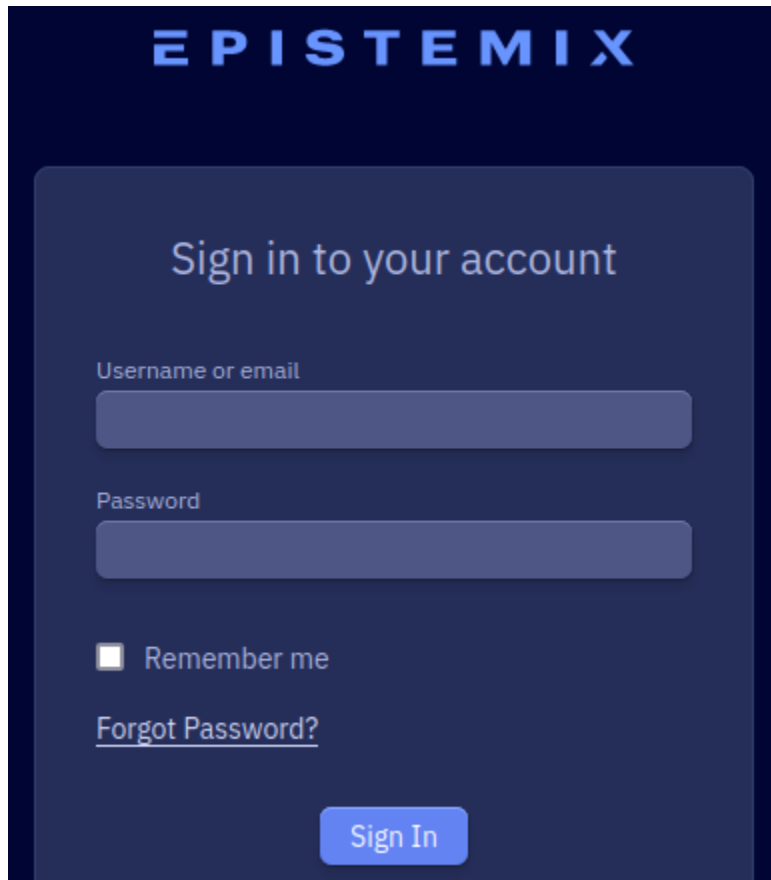 EPISTEMIX
Sign in to your account
Username or email
Password
Remember me
Forgot Password?
Sign In